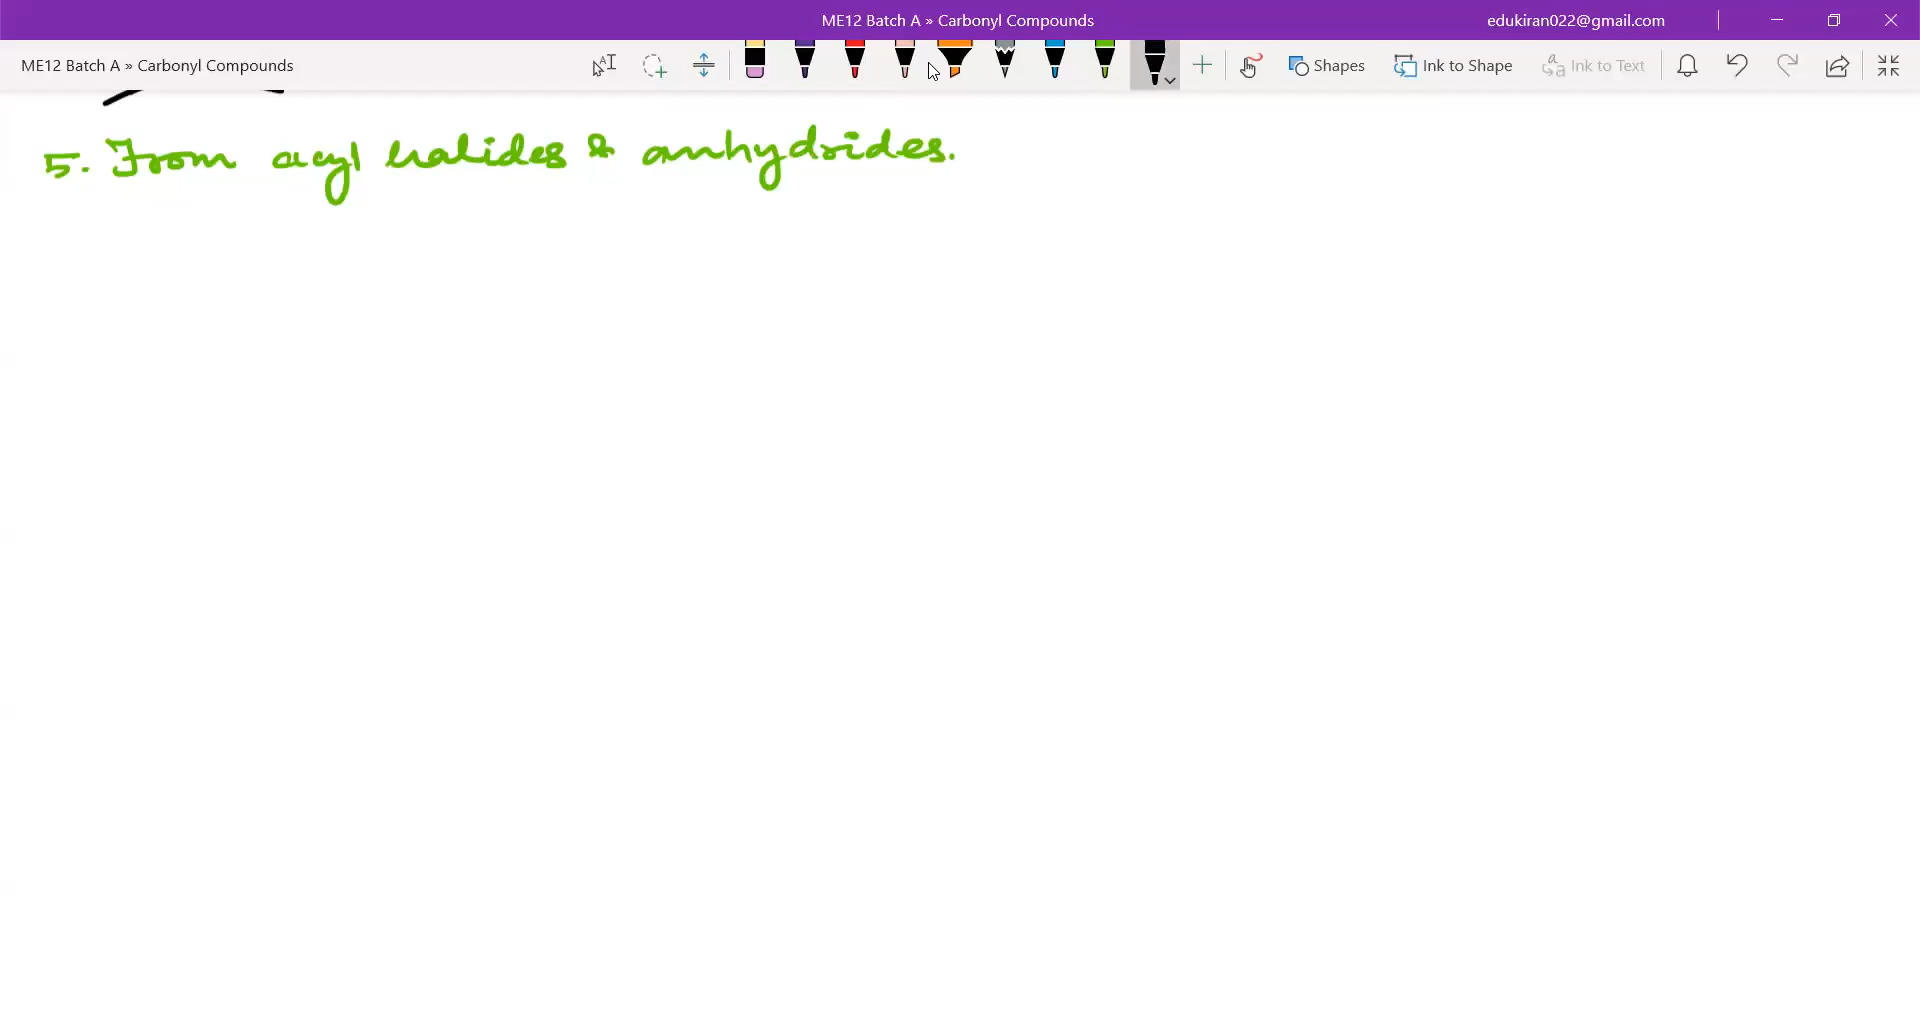 ME12 Batch A » Carbonyl Compounds
edukiran022@gmail.com
ME12 Batch A » Carbonyl Compounds
Shapes
Ink to Shape
Ink to Text
5. From acyl halides & anhydrides.